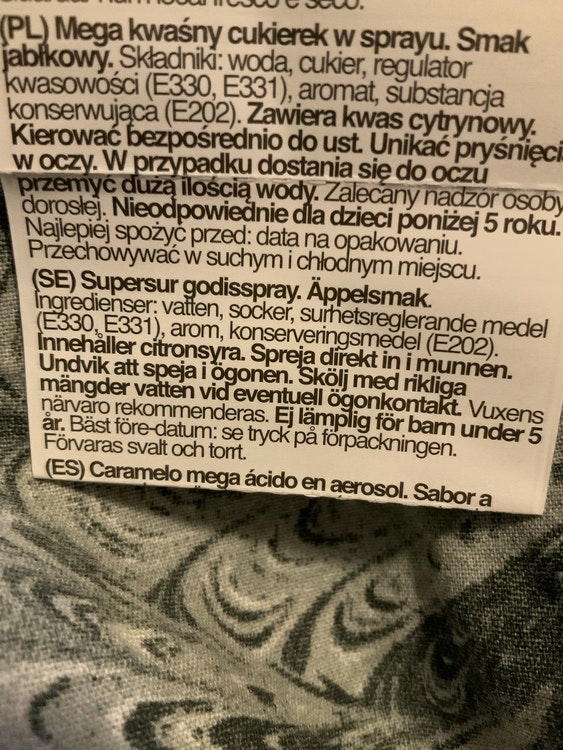 fresco e seco.
(PL) Mega kwaśny cukierek w sprayu. Smak
jabłkowy. Składniki: woda, cukier, regulator
kwasowości (E330, E331), aromat, substancja
konserwująca (E202). Zawiera kwas cytrynowy.
Kierować bezpośrednio do ust. Unikać pryśnięci
w oczy. W przypadku dostania się do oczu
przemyć dużą ilością wody. Zalecany nadzór osoby
dorosłej. Nieodpowiednie dla dzieci poniżej 5 roku.
Najlepiej spożyć przed: data na opakowaniu.
Przechowywać w suchym i chłodnym miejscu.
(SE) Supersur godisspray. Äppelsmak.
Ingredienser: vatten, socker, surhetsreglerande medel
(E330, E331), arom, konserveringsmedel (E202).
Innehåller citronsyra. Spreja direkt in i munnen.
Undvik att speja i ögonen. Skölj med rikliga
mängder vatten vid eventuell ögonkontakt. Vuxens
närvaro rekommenderas. Ej lämplig för barn under 5
år. Bäst före-datum: se tryck på förpackningen.
Förvaras svalt och torrt.
(ES) Caramelo mega ácido en aerosol. Sabor a